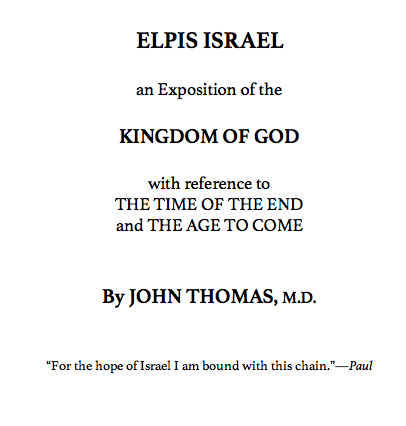 ELPIS ISRAEL
an Exposition of the
KINGDOM OF GOD
with reference to
THE TIME OF THE END
and THE AGE TO COME
By JOHN THOMAS, M.D.
“For the hope of Israel I am bound with this chain.”—Paul